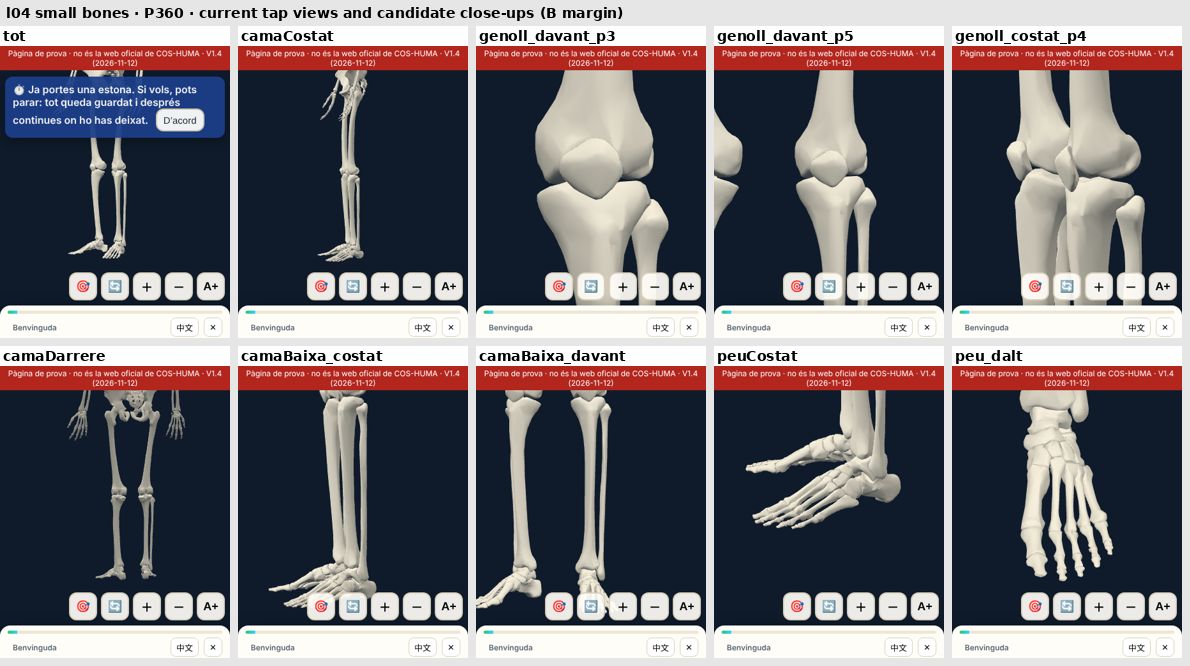 l04 small bones · P360 · current tap views and candidate close-ups (B margin)
tot
Pàgina de prova · no és la web oficial de COS-HUMA · V1.4
(2026-11-12)
Ja portes una estona. Si vols, pots
parar: tot queda guardat i després
continues on ho has deixat. D'acord
A+
Benvinguda 中文 ×
camaCostat
Pàgina de prova · no és la web oficial de COS-HUMA · V1.4
(2026-11-12)
+ − A+
Benvinguda 中文 ×
genoll_davant_p3
Pàgina de prova · no és la web oficial de COS-HUMA · V1.4
(2026-11-12)
+ − A+
Benvinguda 中文 ×
genoll_davant_p5
Pàgina de prova · no és la web oficial de COS-HUMA · V1.4
(2026-11-12)
+ − A+
Benvinguda 中文 ×
genoll_costat_p4
Pàgina de prova · no és la web oficial de COS-HUMA · V1.4
(2026-11-12)
+ − A+
Benvinguda 中文 ×
camaDarrere
Pàgina de prova · no és la web oficial de COS-HUMA · V1.4
(2026-11-12)
+ − A+
Benvinguda 中文 ×
camaBaixa_costat
Pàgina de prova · no és la web oficial de COS-HUMA · V1.4
(2026-11-12)
+ − A+
Benvinguda 中文 ×
camaBaixa_davant
Pàgina de prova · no és la web oficial de COS-HUMA · V1.4
(2026-11-12)
+ − A+
Benvinguda 中文 ×
peuCostat
Pàgina de prova · no és la web oficial de COS-HUMA · V1.4
(2026-11-12)
+ − A+
Benvinguda 中文 ×
peu_dalt
Pàgina de prova · no és la web oficial de COS-HUMA · V1.4
(2026-11-12)
+ − A+
Benvinguda 中文 ×